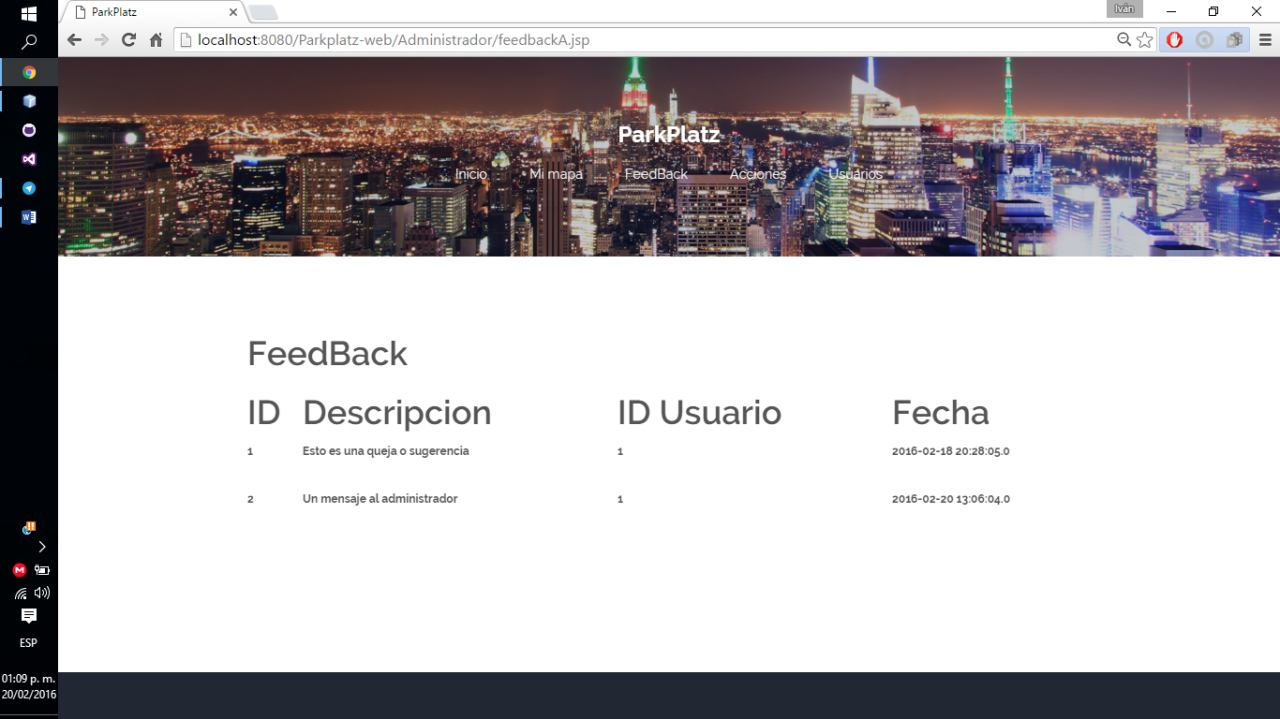 ParkPlatz
Iván
localhost:8080/Parkplatz-web/Administrador/feedbackA.jsp
ParkPlatz
Inicio Mi mapa FeedBack Acciones Usuarios
FeedBack
ID Descripcion ID Usuario Fecha
1 Esto es una queja o sugerencia 1 2016-02-18 20:28:05.0
2 Un mensaje al administrador 1 2016-02-20 13:06:04.0
ESP
01:09 p. m.
20/02/2016